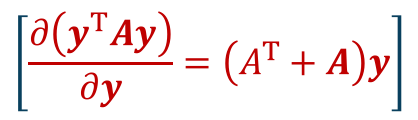 [∂(yᵀAy)/∂y = (Aᵀ + A)y]